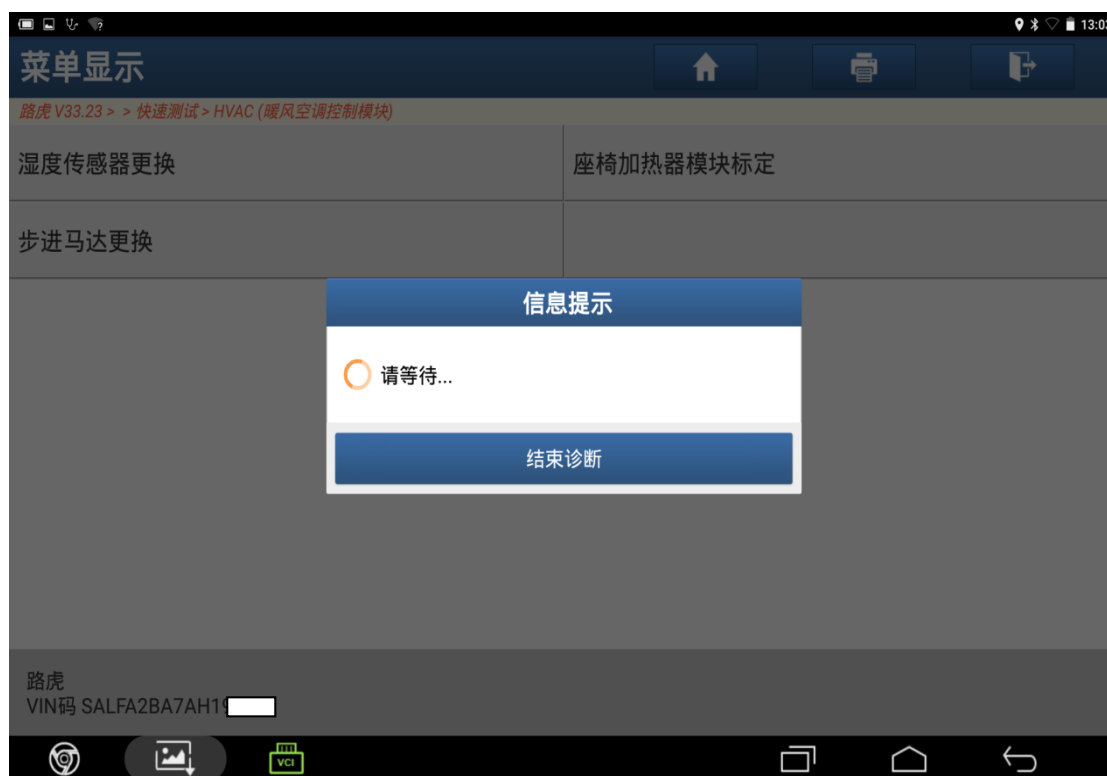 13:03
菜单显示
路虎 V33.23 > > 快速测试 > HVAC (暖风空调控制模块)
湿度传感器更换
座椅加热器模块标定
步进马达更换
信息提示
请等待...
结束诊断
路虎
VIN码 SALFA2BA7AH19
VCI